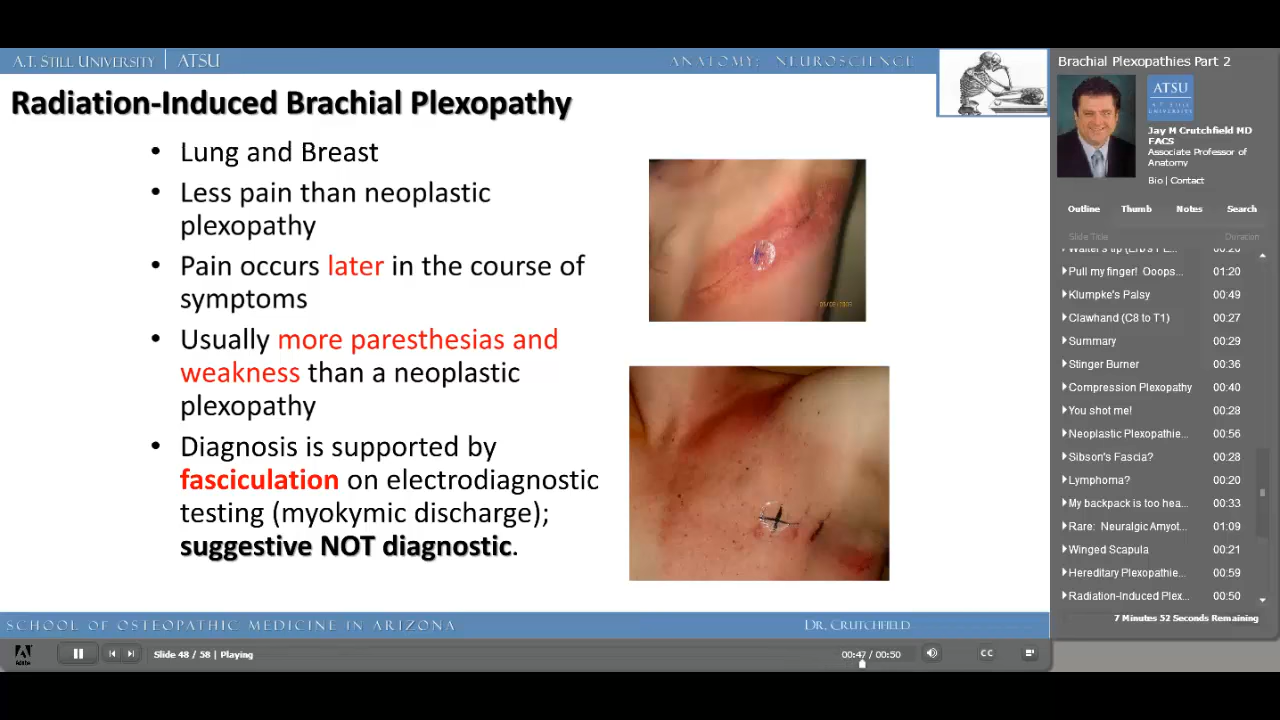 A.T. STILL UNIVERSITY | ATSU
ANATOMY; NEUROSCIENCE
Radiation-Induced Brachial Plexopathy
• Lung and Breast
• Less pain than neoplastic
plexopathy
• Pain occurs later in the course of
symptoms
• Usually more paresthesias and
weakness than a neoplastic
plexopathy
• Diagnosis is supported by
fasciculation on electrodiagnostic
testing (myokymic discharge);
suggestive NOT diagnostic.
SCHOOL OF OSTEOPATHIC MEDICINE IN ARIZONA
DR. CRUTCHFIELD
Adobe
Slide 48 / 58 | Playing
00:47 / 00:50
CC
Brachial Plexopathies Part 2
ATSU
A.T. STILL
UNIVERSITY
Jay M Crutchfield MD
FACS
Associate Professor of
Anatomy
Bio | Contact
Outline Thumb Notes Search
Slide Title Duration
Pull my finger! Ooops... 01:20
Klumpke's Palsy 00:49
Clawhand (C8 to T1) 00:27
Summary 00:29
Stinger Burner 00:36
Compression Plexopathy 00:40
You shot me! 00:28
Neoplastic Plexopathie... 00:56
Sibson's Fascia? 00:28
Lymphoma? 00:20
My backpack is too hea... 00:33
Rare: Neuralgic Amyot... 01:09
Winged Scapula 00:21
Hereditary Plexopathie... 00:59
Radiation-Induced Plex... 00:50
7 Minutes 52 Seconds Remaining